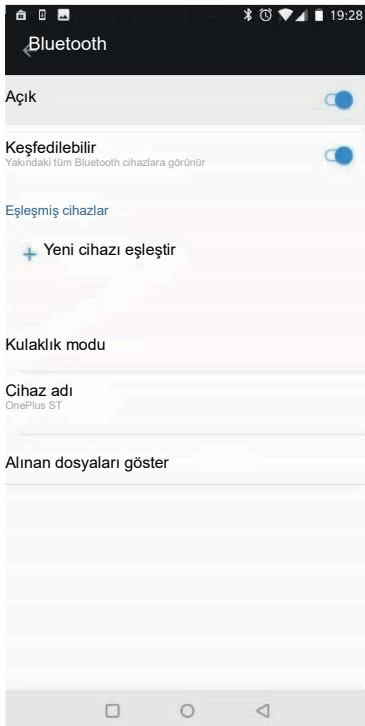 19:28
Bluetooth
Açık
Keşfedilebilir
Yakındaki tüm Bluetooth cihazlara görünür
Eşleşmiş cihazlar
+ Yeni cihazı eşleştir
Kulaklık modu
Cihaz adı
OnePlus ST
Alınan dosyaları göster